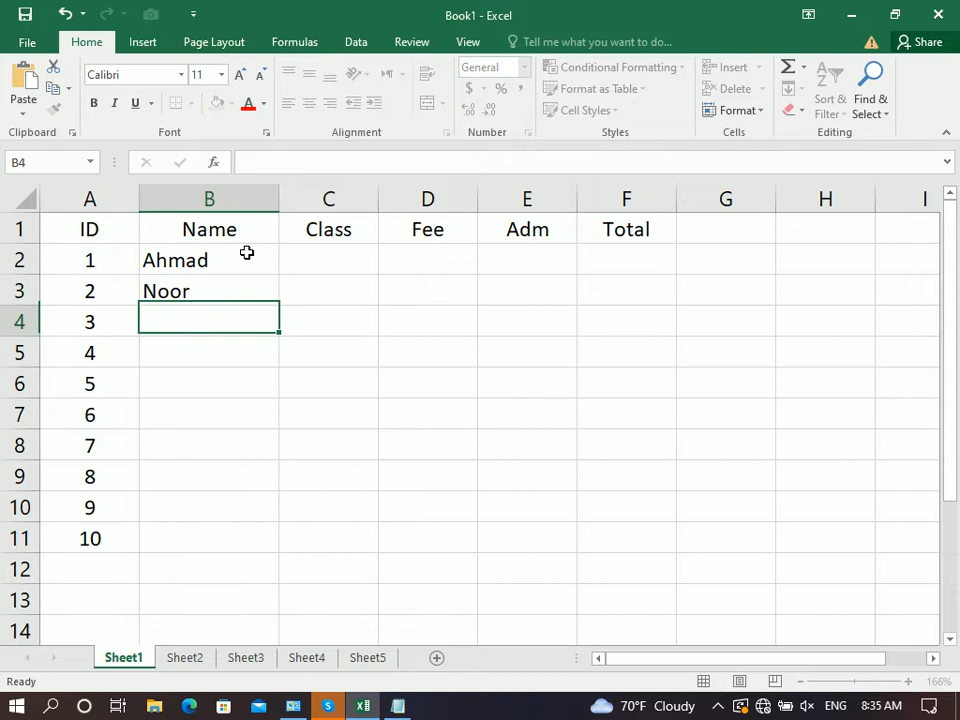 Book1 - Excel
File Home Insert Page Layout Formulas Data Review View Tell me what you want to do... Share
Calibri 11 General Conditional Formatting Insert
Paste B I U A $ % , Format as Table Delete Sort & Find &
Cell Styles Format Filter Select
Clipboard Font Alignment Number Styles Cells Editing
B4 fx
A B C D E F G H I
1 ID Name Class Fee Adm Total
2 1 Ahmad
3 2 Noor
4 3
5 4
6 5
7 6
8 7
9 8
10 9
11 10
12
13
14
Sheet1 Sheet2 Sheet3 Sheet4 Sheet5
Ready 166%
70°F Cloudy ENG 8:35 AM